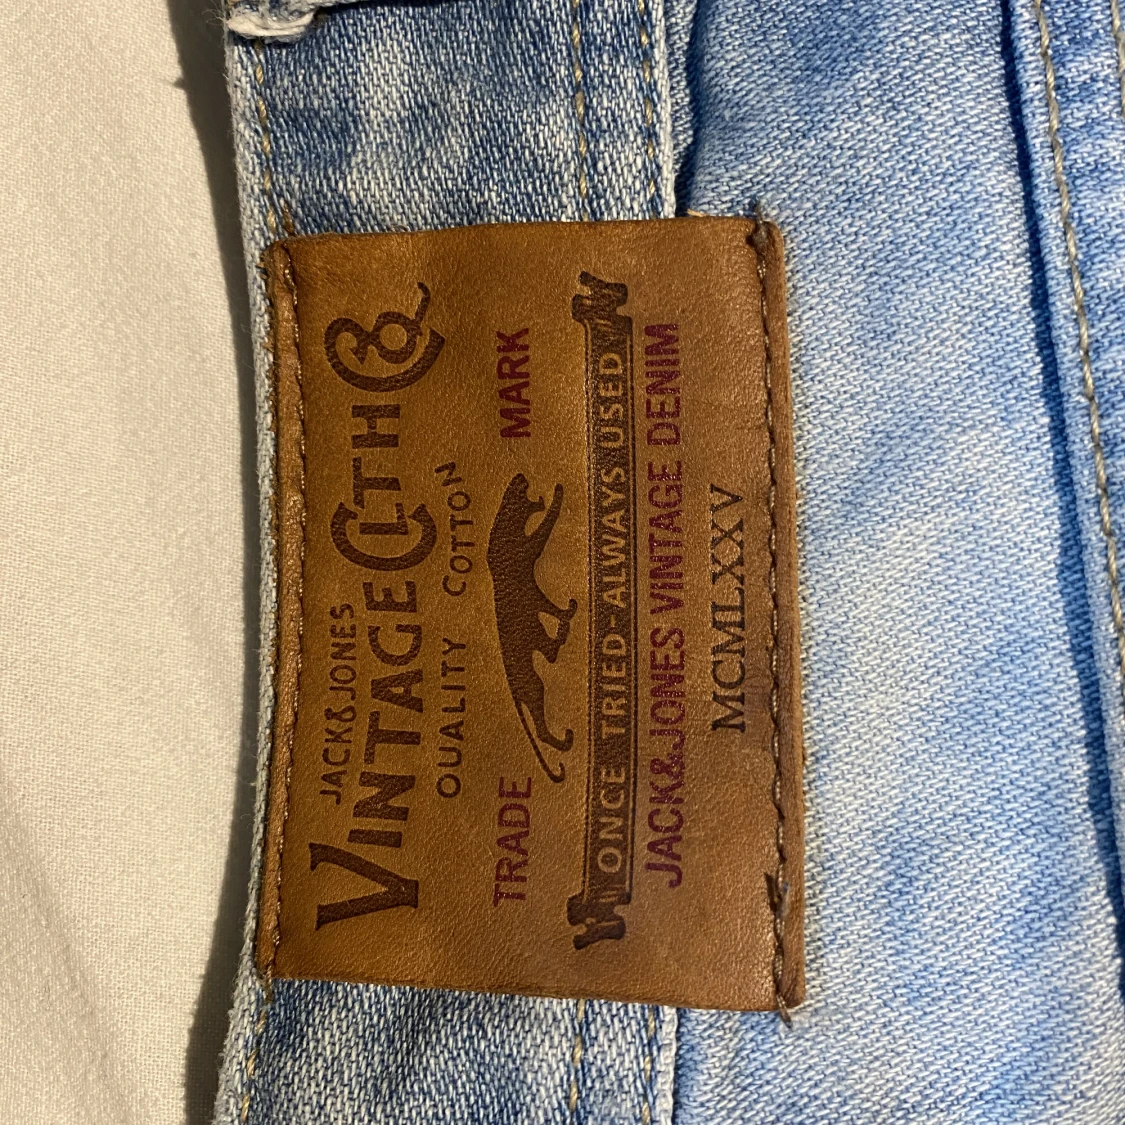 JACK&JONES
VINTAGE CLTH Co
QUALITY COTTON
TRADE MARK
ONCE TRIED-ALWAYS USED
JACK&JONES VINTAGE DENIM
MCMLXXV